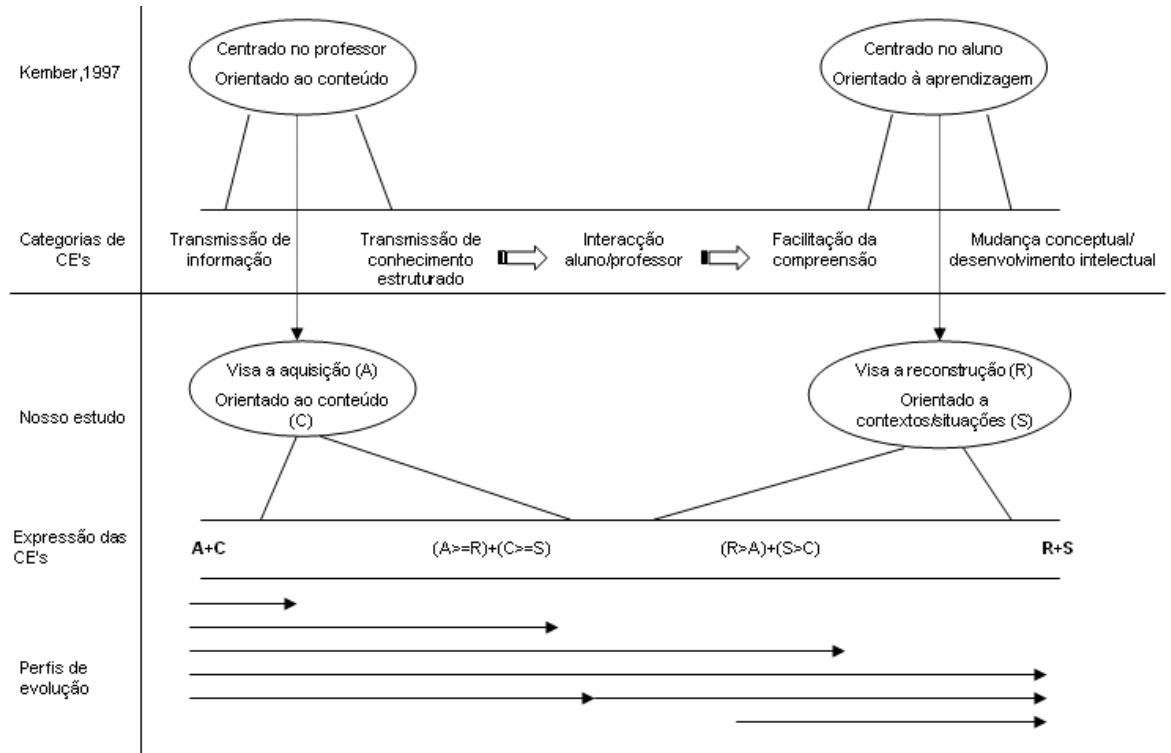 Kember,1997
Centrado no professor
Orientado ao conteúdo
Centrado no aluno
Orientado à aprendizagem
Categorias de
CE's
Transmissão de
informação
Transmissão de
conhecimento
estruturado
Interacção
aluno/professor
Facilitação da
compreensão
Mudança conceptual/
desenvolvimento intelectual
Nosso estudo
Visa a aquisição (A)
Orientado ao conteúdo
(C)
Visa a reconstrução (R)
Orientado a
contextos/situações (S)
Expressão das
CE's
A+C
(A>=R)+(C>=S)
(R>A)+(S>C)
R+S
Perfis de
evolução